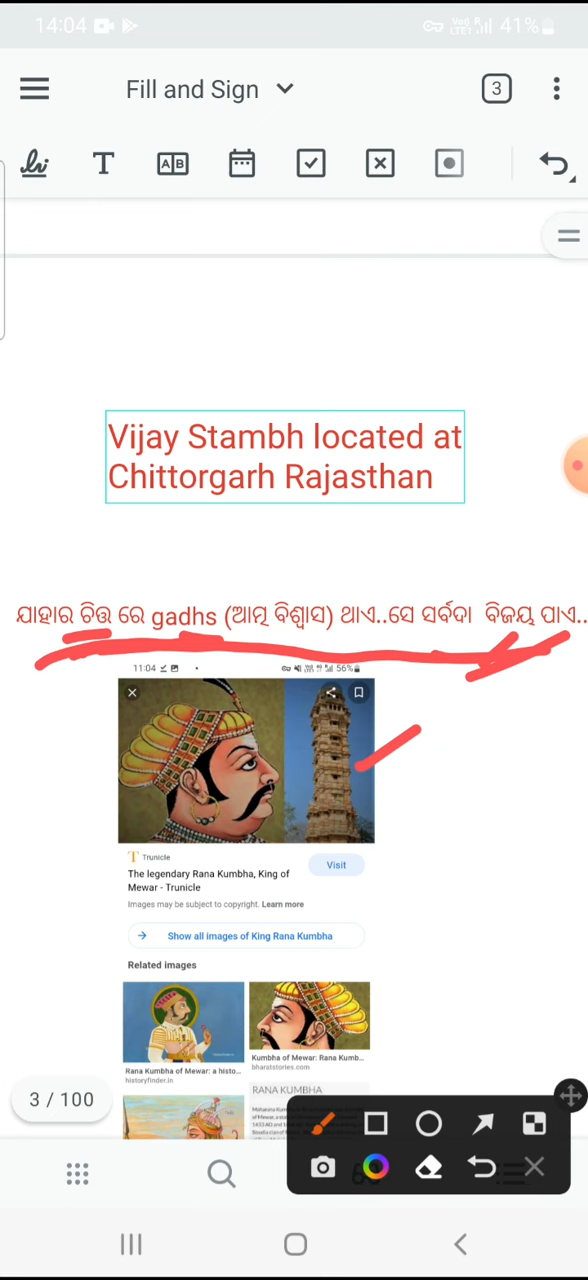 14:04
41%
Fill and Sign
3
Vijay Stambh located at
Chittorgarh Rajasthan
ଯାହାର ଚିତ୍ତ ରେ gadhs (ଆତ୍ମ ବିଶ୍ୱାସ) ଥାଏ..ସେ ସର୍ବଦା ବିଜୟ ପାଏ..
11:04
56%
Trunicle
The legendary Rana Kumbha, King of
Mewar - Trunicle
Visit
Images may be subject to copyright. Learn more
Show all images of King Rana Kumbha
Related images
Rana Kumbha of Mewar: a histo...
historyfinder.in
Kumbha of Mewar: Rana Kumb...
bharatstories.com
RANA KUMBHA
3 / 100